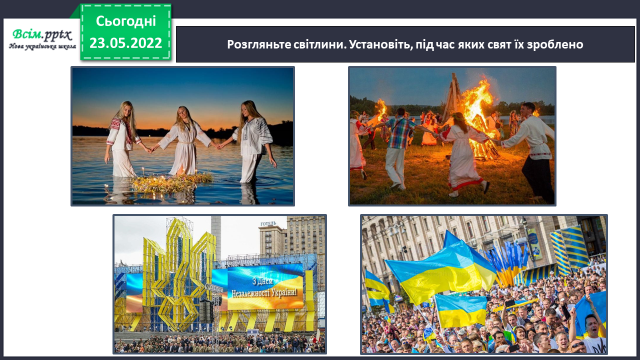 Всім.pptx
Нова українська школа
Сьогодні
23.05.2022
Розгляньте світлини. Установіть, під час яких свят їх зроблено
З Днем
Незалежності Україно!